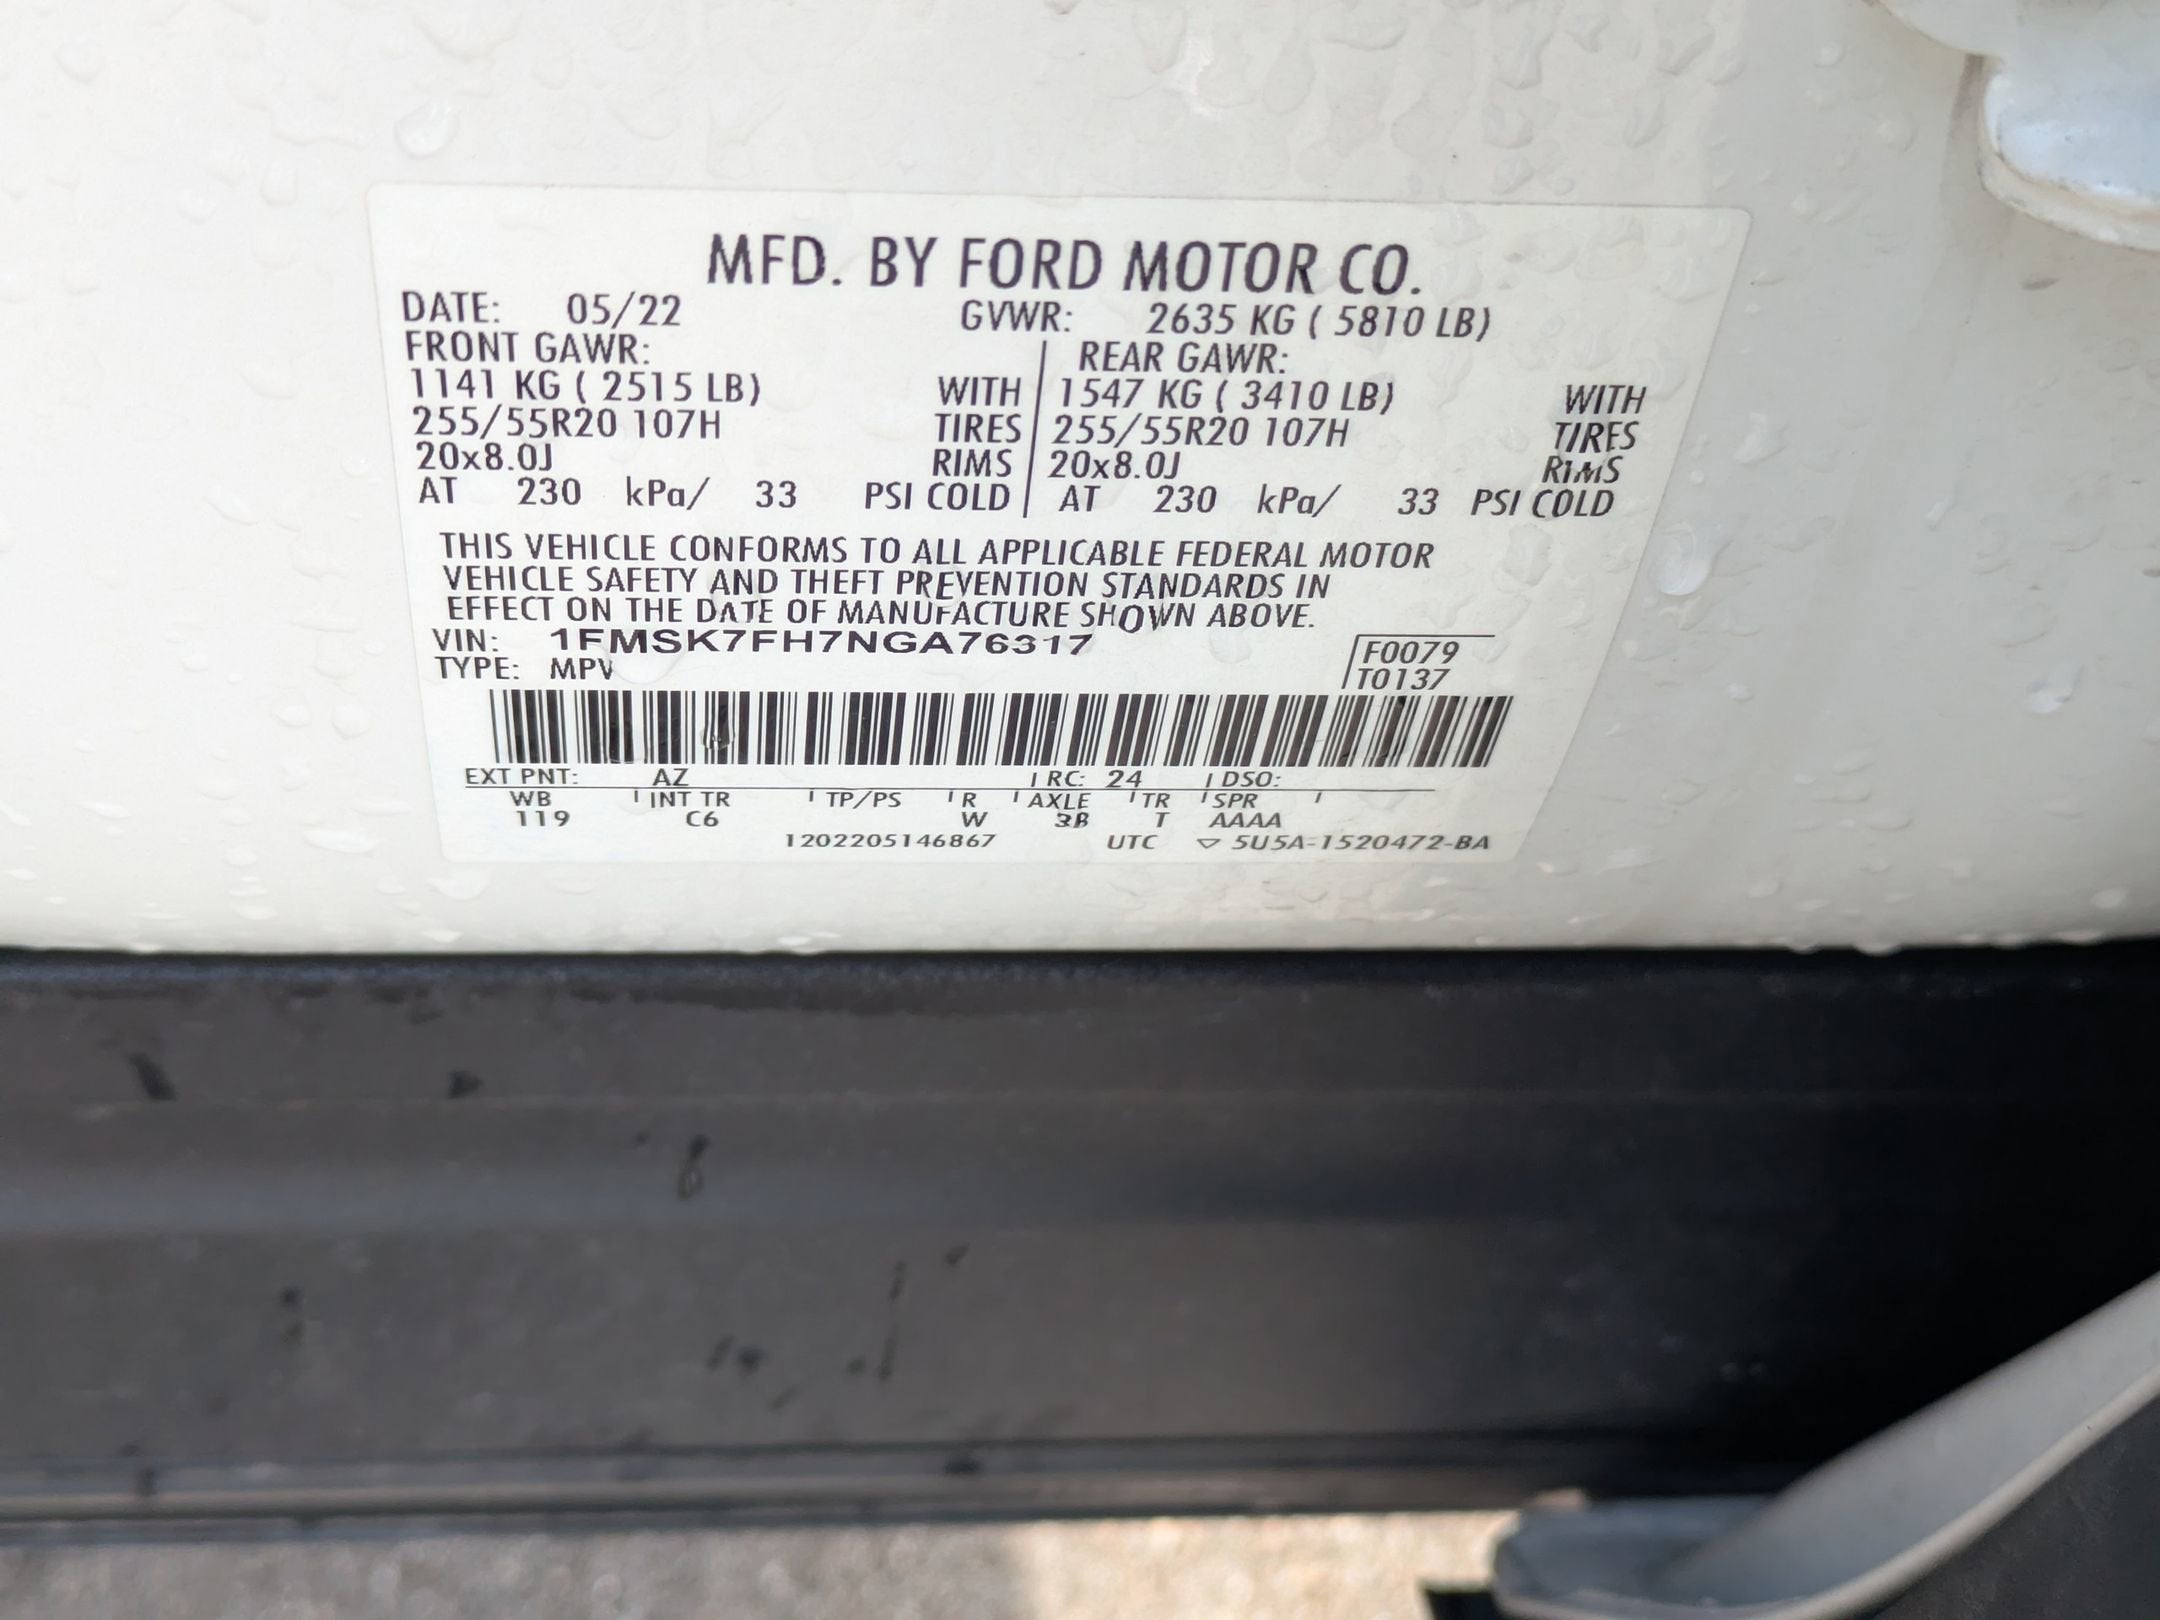 MFD. BY FORD MOTOR CO.
DATE: 05/22 GVWR: 2635 KG ( 5810 LB)
FRONT GAWR: REAR GAWR:
1141 KG ( 2515 LB) WITH 1547 KG ( 3410 LB) WITH
255/55R20 107H TIRES 255/55R20 107H TIRES
20x8.0J RIMS 20x8.0J RIMS
AT 230 kPa/ 33 PSI COLD AT 230 kPa/ 33 PSI COLD
THIS VEHICLE CONFORMS TO ALL APPLICABLE FEDERAL MOTOR
VEHICLE SAFETY AND THEFT PREVENTION STANDARDS IN
EFFECT ON THE DATE OF MANUFACTURE SHOWN ABOVE.
VIN: 1FMSK7FH7NGA76317
F0079
TYPE: MPV
T0137
EXT PNT: AZ RC: 24 DSO:
WB INT TR TP/PS R AXLE TR SPR
119 C6 W 3B T AAAA
1202205146867 UTC ▽ 5U5A-1520472-BA